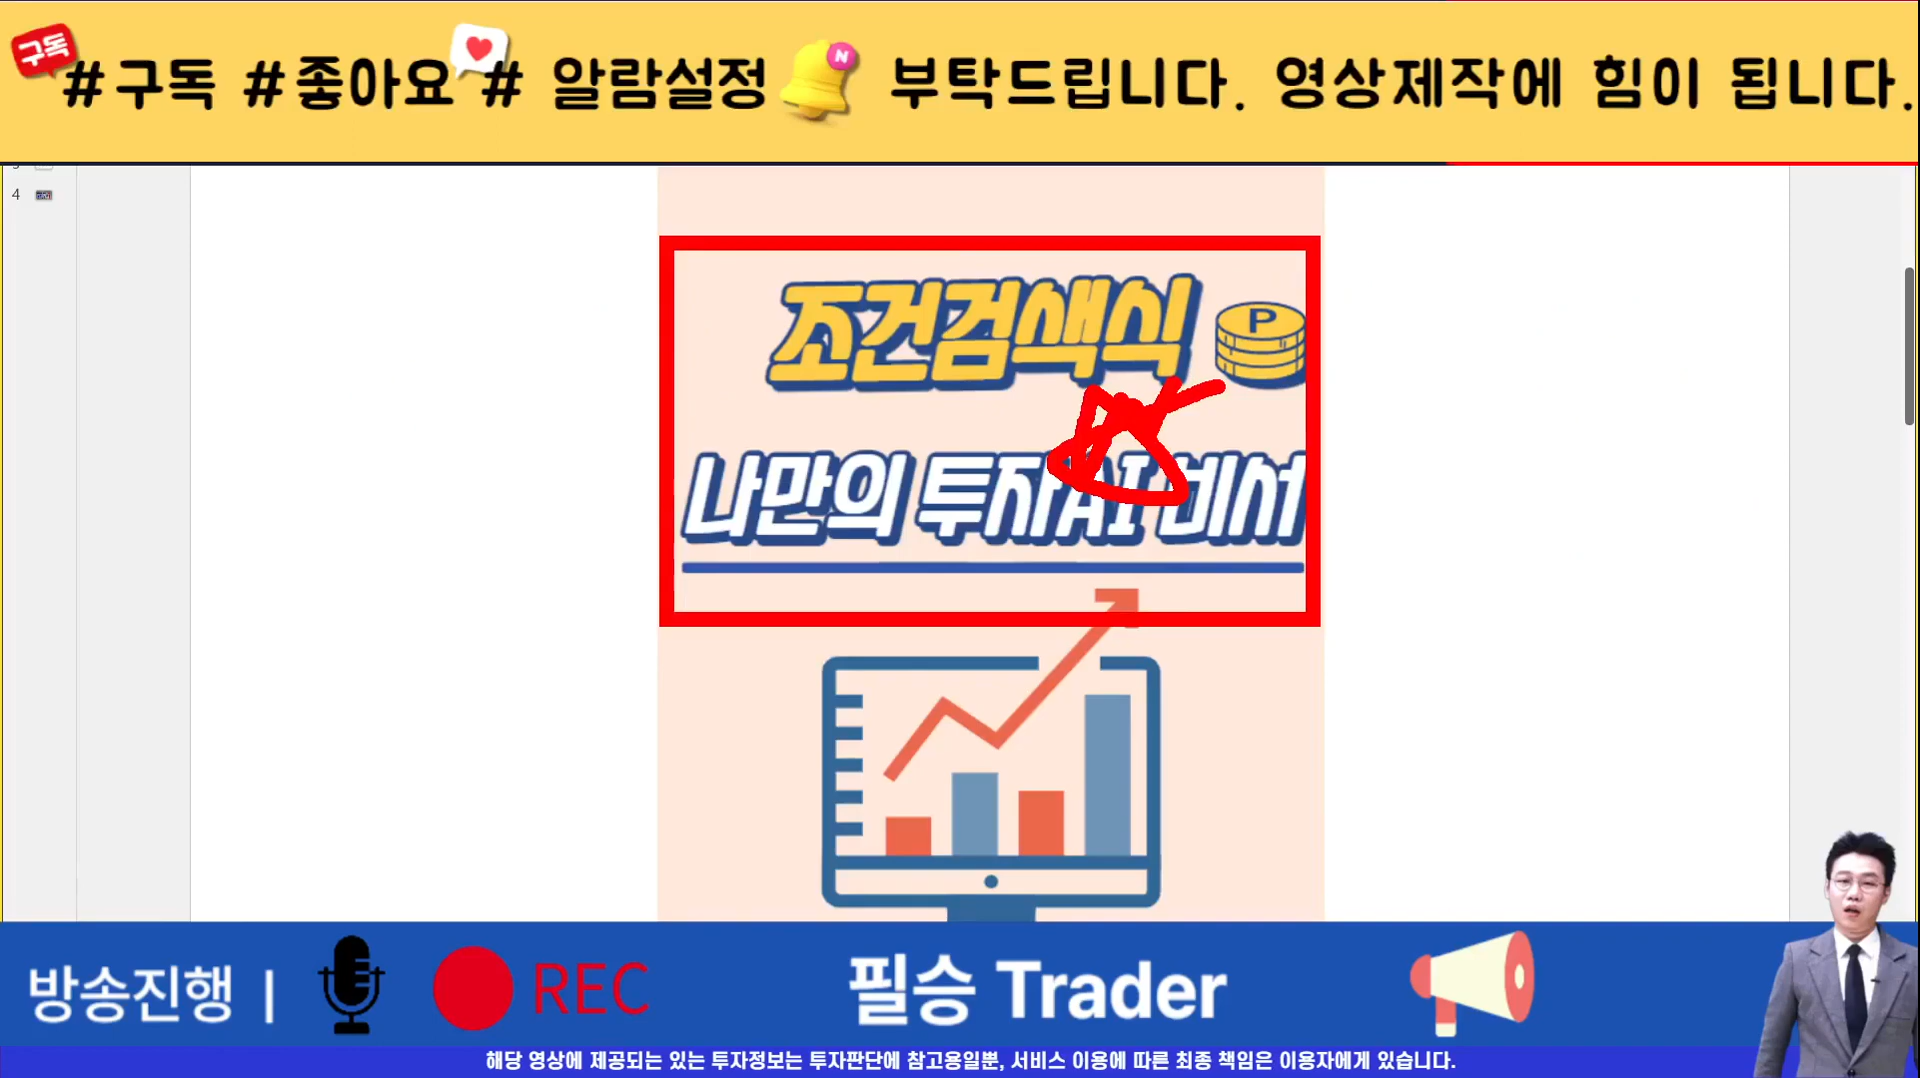 구독
#구독 #좋아요 # 알람설정 N 부탁드립니다. 영상제작에 힘이 됩니다.
4
조건검색식 P
나만의 투자AI 비서
방송진행 | REC 필승 Trader
해당 영상에 제공되는 있는 투자정보는 투자판단에 참고용일뿐, 서비스 이용에 따른 최종 책임은 이용자에게 있습니다.